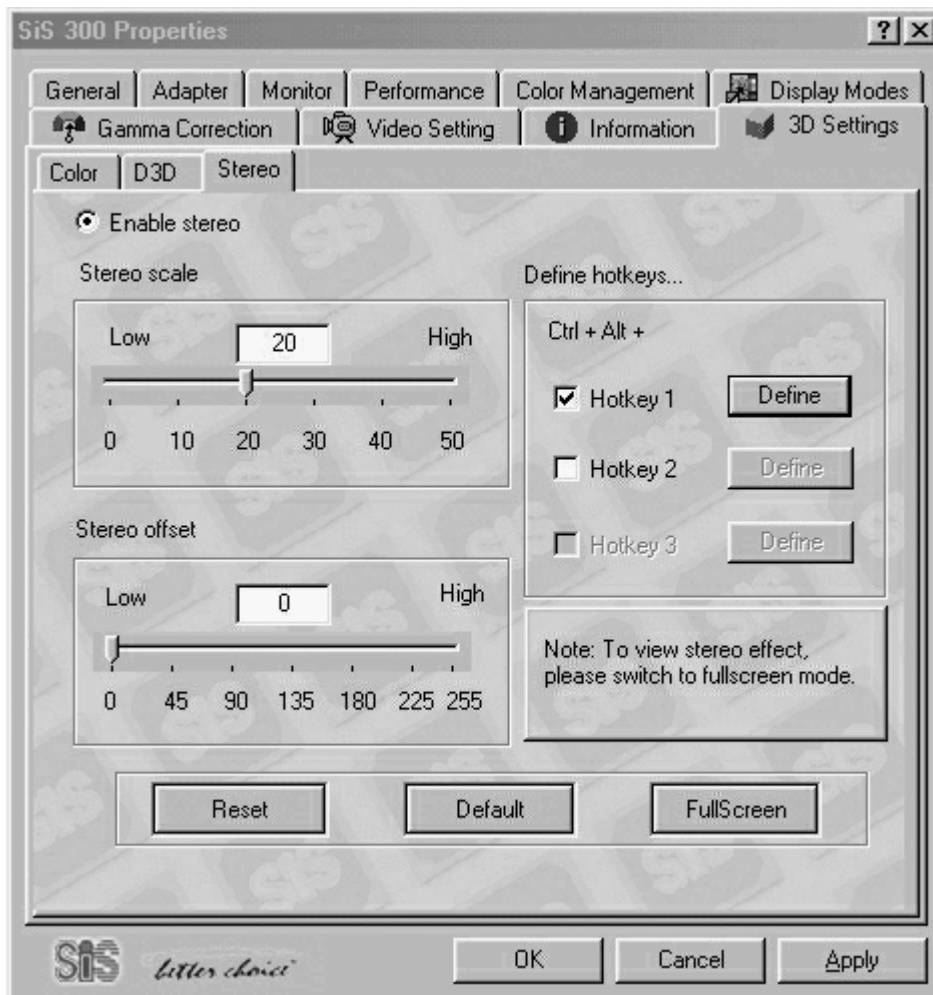 SiS 300 Properties
General Adapter Monitor Performance Color Management Display Modes
Gamma Correction Video Setting Information 3D Settings
Color D3D Stereo
Enable stereo
Stereo scale
Low 20 High
0 10 20 30 40 50
Stereo offset
Low 0 High
0 45 90 135 180 225 255
Define hotkeys...
Ctrl + Alt +
Hotkey 1 Define
Hotkey 2 Define
Hotkey 3 Define
Note: To view stereo effect,
please switch to fullscreen mode.
Reset Default FullScreen
SiS better choice OK Cancel Apply